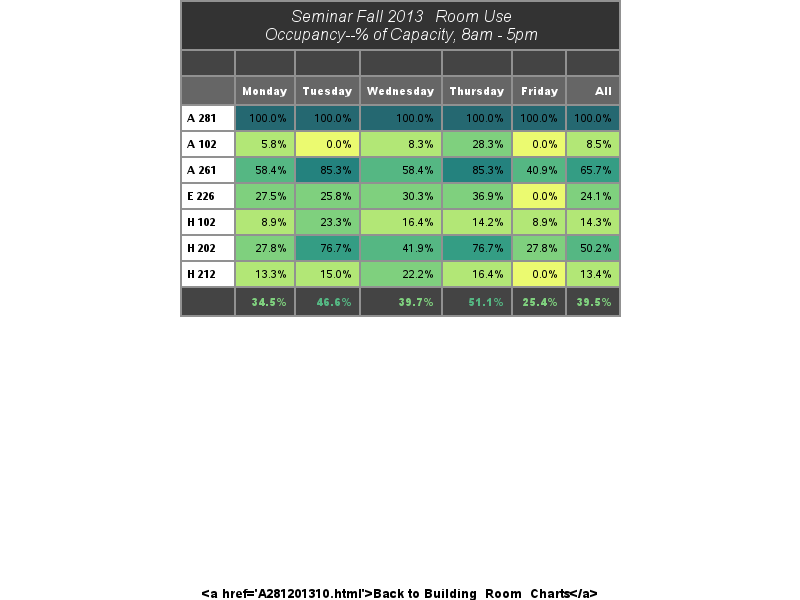 Seminar Fall 2013 Room Use
Occupancy--% of Capacity, 8am - 5pm
Monday Tuesday Wednesday Thursday Friday All
A 281 100.0% 100.0% 100.0% 100.0% 100.0% 100.0%
A 102 5.8% 0.0% 8.3% 28.3% 0.0% 8.5%
A 261 58.4% 85.3% 58.4% 85.3% 40.9% 65.7%
E 226 27.5% 25.8% 30.3% 36.9% 0.0% 24.1%
H 102 8.9% 23.3% 16.4% 14.2% 8.9% 14.3%
H 202 27.8% 76.7% 41.9% 76.7% 27.8% 50.2%
H 212 13.3% 15.0% 22.2% 16.4% 0.0% 13.4%
34.5% 46.6% 39.7% 51.1% 25.4% 39.5%
<a href='A281201310.html'>Back to Building Room Charts</a>